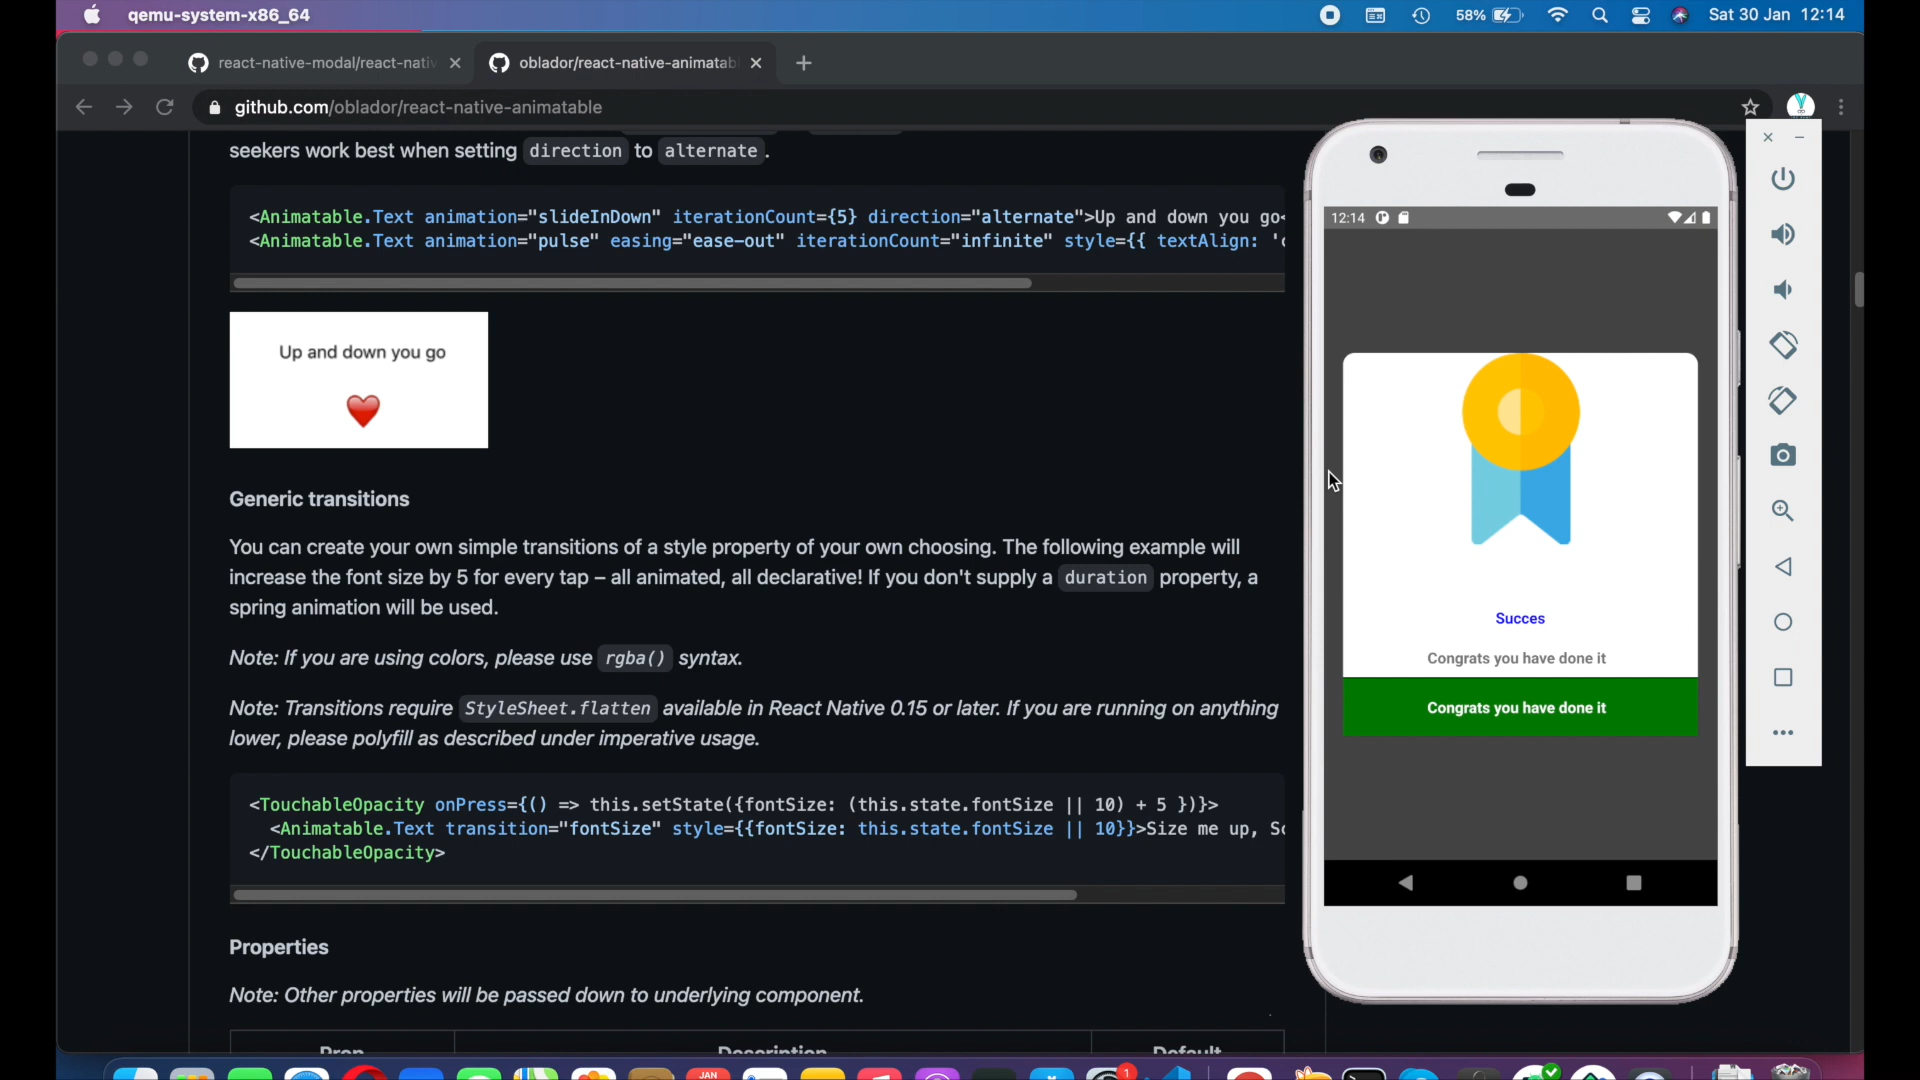 qemu-system-x86_64
58%
Sat 30 Jan 12:14
react-native-modal/react-nativ
oblador/react-native-animatab
github.com/oblador/react-native-animatable
seekers work best when setting direction to alternate.
<Animatable.Text animation="slideInDown" iterationCount={5} direction="alternate">Up and down you go<
<Animatable.Text animation="pulse" easing="ease-out" iterationCount="infinite" style={{ textAlign: 'c
Up and down you go
Generic transitions
You can create your own simple transitions of a style property of your own choosing. The following example will
increase the font size by 5 for every tap – all animated, all declarative! If you don't supply a duration property, a
spring animation will be used.
Note: If you are using colors, please use rgba() syntax.
Note: Transitions require StyleSheet.flatten available in React Native 0.15 or later. If you are running on anything
lower, please polyfill as described under imperative usage.
<TouchableOpacity onPress={() => this.setState({fontSize: (this.state.fontSize || 10) + 5 })}>
<Animatable.Text transition="fontSize" style={{fontSize: this.state.fontSize || 10}}>Size me up, Sc
</TouchableOpacity>
Properties
Note: Other properties will be passed down to underlying component.
Prop Description Default
12:14
Succes
Congrats you have done it
Congrats you have done it
JAN
1